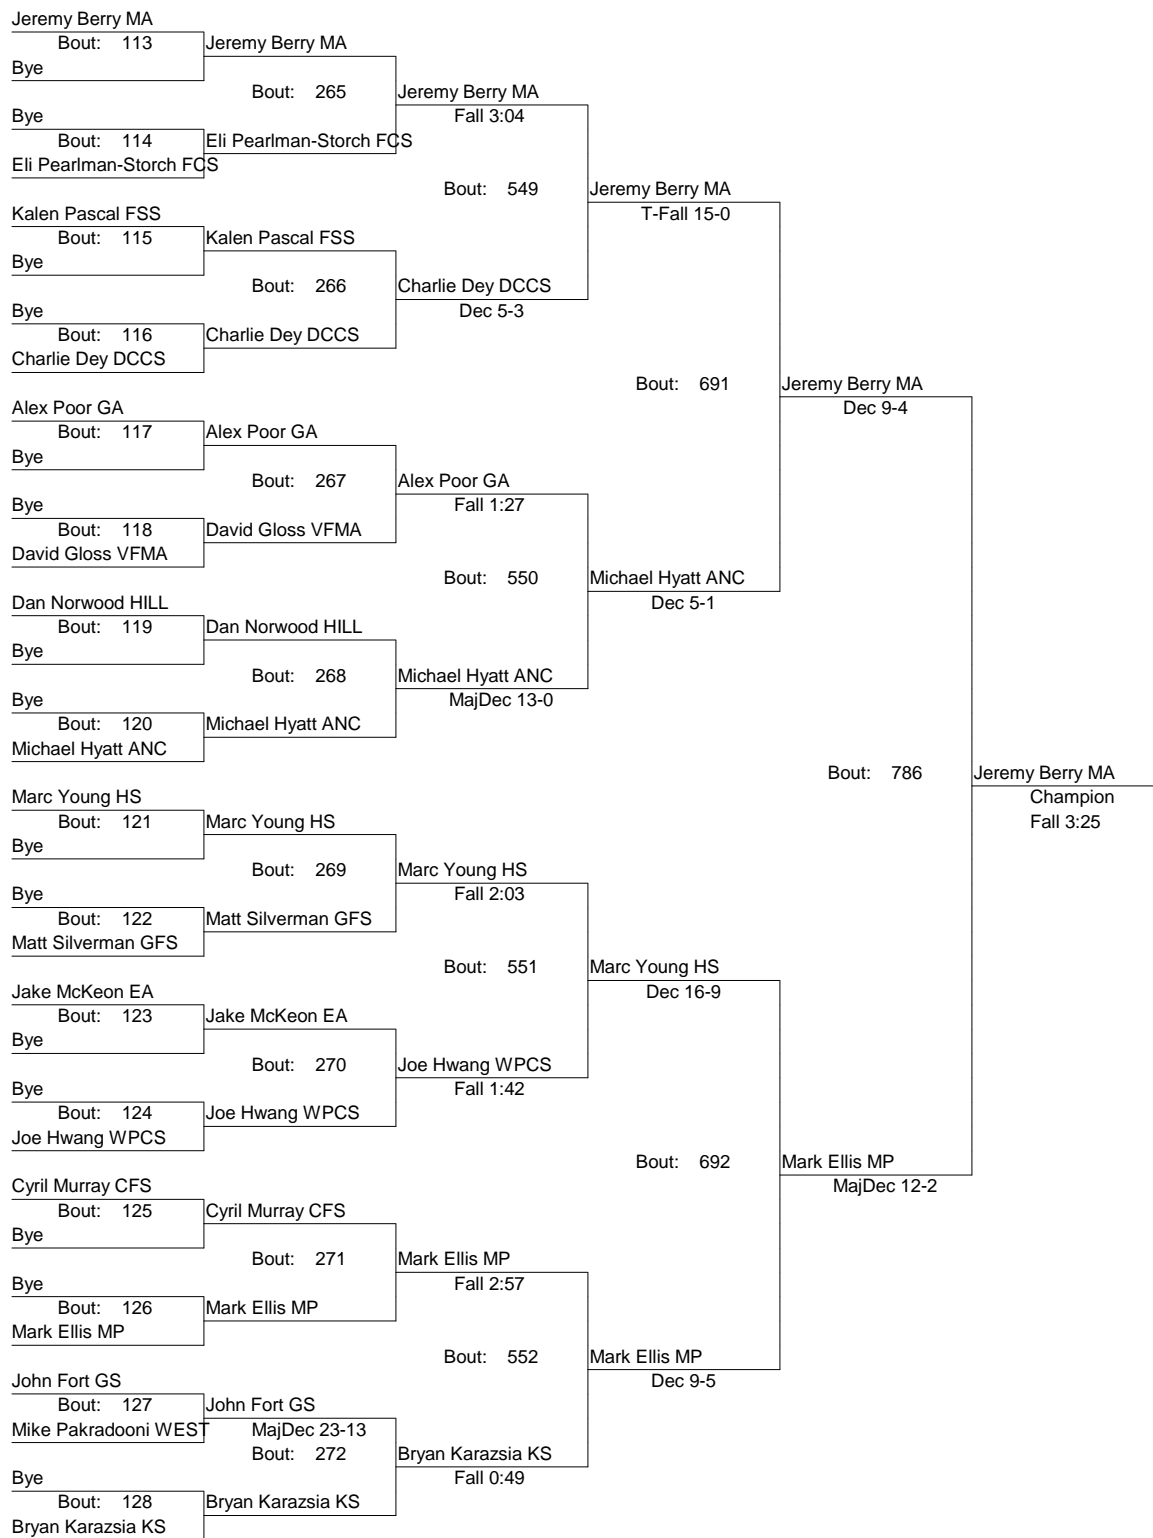 Jeremy Berry MA
Bout: 113 Jeremy Berry MA
Bye
Bout: 265 Jeremy Berry MA
Bye Fall 3:04
Bout: 114 Eli Pearlman-Storch FCS
Eli Pearlman-Storch FCS
Bout: 549 Jeremy Berry MA
Kalen Pascal FSS T-Fall 15-0
Bout: 115 Kalen Pascal FSS
Bye
Bout: 266 Charlie Dey DCCS
Bye Dec 5-3
Bout: 116 Charlie Dey DCCS
Charlie Dey DCCS
Bout: 691 Jeremy Berry MA
Alex Poor GA Dec 9-4
Bout: 117 Alex Poor GA
Bye
Bout: 267 Alex Poor GA
Bye Fall 1:27
Bout: 118 David Gloss VFMA
David Gloss VFMA
Bout: 550 Michael Hyatt ANC
Dan Norwood HILL Dec 5-1
Bout: 119 Dan Norwood HILL
Bye
Bout: 268 Michael Hyatt ANC
Bye MajDec 13-0
Bout: 120 Michael Hyatt ANC
Michael Hyatt ANC
Bout: 786 Jeremy Berry MA
Marc Young HS Champion
Bout: 121 Marc Young HS Fall 3:25
Bye
Bout: 269 Marc Young HS
Bye Fall 2:03
Bout: 122 Matt Silverman GFS
Matt Silverman GFS
Bout: 551 Marc Young HS
Jake McKeon EA Dec 16-9
Bout: 123 Jake McKeon EA
Bye
Bout: 270 Joe Hwang WPCS
Bye Fall 1:42
Bout: 124 Joe Hwang WPCS
Joe Hwang WPCS
Bout: 692 Mark Ellis MP
Cyril Murray CFS MajDec 12-2
Bout: 125 Cyril Murray CFS
Bye
Bout: 271 Mark Ellis MP
Bye Fall 2:57
Bout: 126 Mark Ellis MP
Mark Ellis MP
Bout: 552 Mark Ellis MP
John Fort GS Dec 9-5
Bout: 127 John Fort GS
Mike Pakradooni WEST MajDec 23-13
Bout: 272 Bryan Karazsia KS
Bye Fall 0:49
Bout: 128 Bryan Karazsia KS
Bryan Karazsia KS